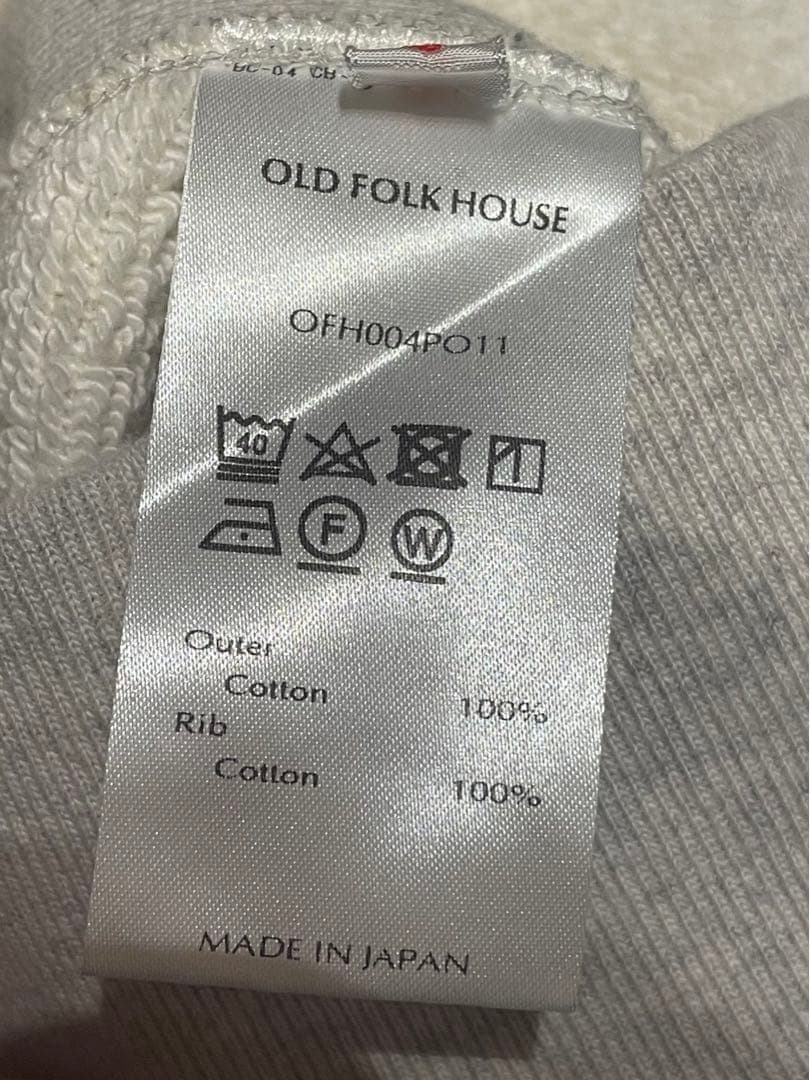 OLD FOLK HOUSE
OFH004PO11
40
F W
Outer
Cotton 100%
Rib
Cotton 100%
MADE IN JAPAN